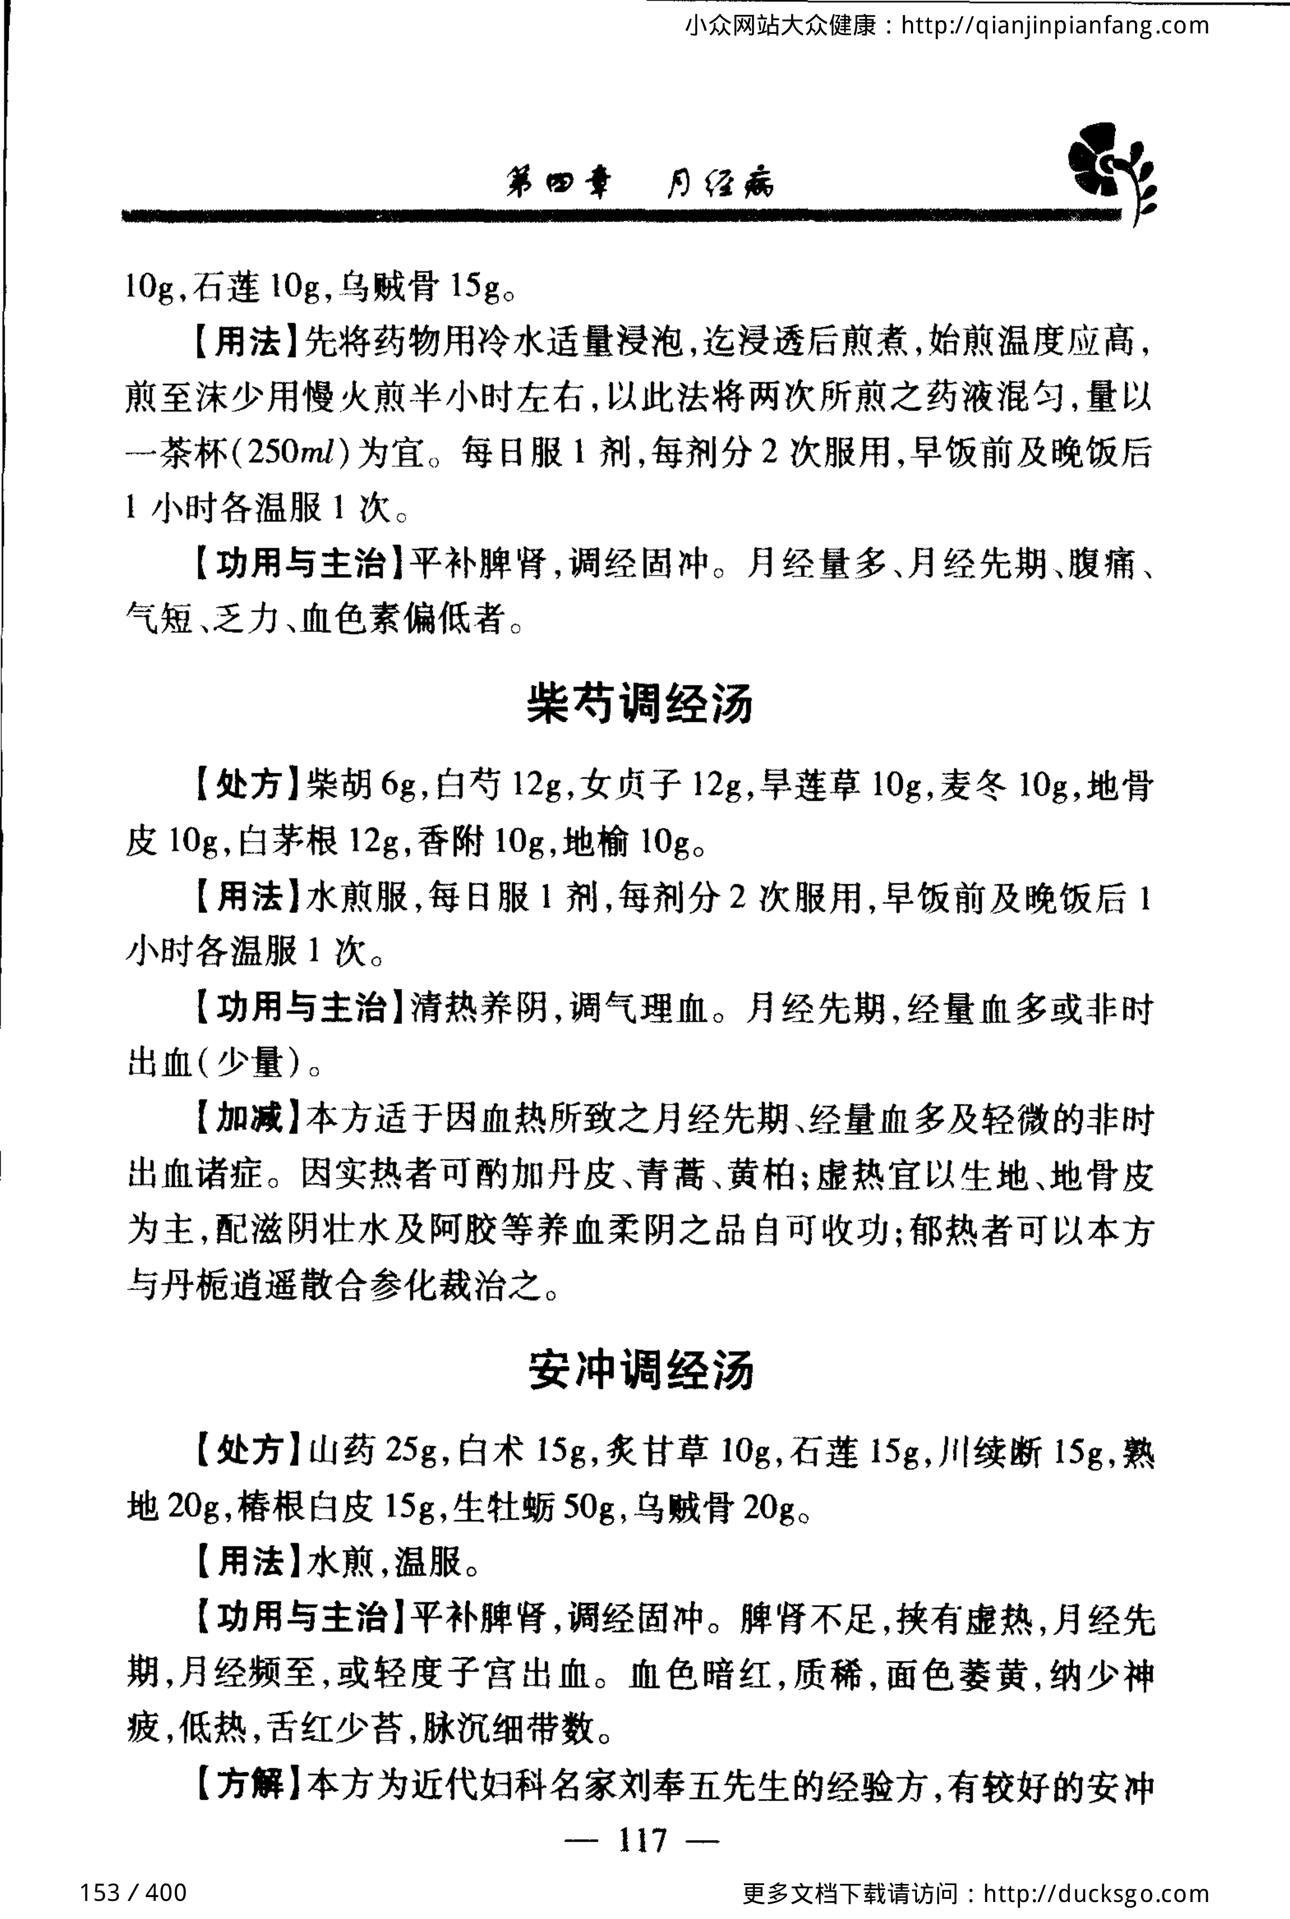 小众网站大众健康：http://qianjinpianfang.com
第四章 月经病
10g,石莲 10g,乌贼骨 15g。
【用法】先将药物用冷水适量浸泡,迄浸透后煎煮,始煎温度应高,
煎至沫少用慢火煎半小时左右,以此法将两次所煎之药液混匀,量以
一茶杯(250ml)为宜。每日服 1 剂,每剂分 2 次服用,早饭前及晚饭后
1 小时各温服 1 次。
【功用与主治】平补脾肾,调经固冲。月经量多、月经先期、腹痛、
气短、乏力、血色素偏低者。
柴芍调经汤
【处方】柴胡 6g,白芍 12g,女贞子 12g,旱莲草 10g,麦冬 10g,地骨
皮 10g,白茅根 12g,香附 10g,地榆 10g。
【用法】水煎服,每日服 1 剂,每剂分 2 次服用,早饭前及晚饭后 1
小时各温服 1 次。
【功用与主治】清热养阴,调气理血。月经先期,经量血多或非时
出血(少量)。
【加减】本方适于因血热所致之月经先期、经量血多及轻微的非时
出血诸症。因实热者可酌加丹皮、青蒿、黄柏;虚热宜以生地、地骨皮
为主,配滋阴壮水及阿胶等养血柔阴之品自可收功;郁热者可以本方
与丹栀逍遥散合参化裁治之。
安冲调经汤
【处方】山药 25g,白术 15g,炙甘草 10g,石莲 15g,川续断 15g,熟
地 20g,椿根白皮 15g,生牡蛎 50g,乌贼骨 20g。
【用法】水煎,温服。
【功用与主治】平补脾肾,调经固冲。脾肾不足,挟有虚热,月经先
期,月经频至,或轻度子宫出血。血色暗红,质稀,面色萎黄,纳少神
疲,低热,舌红少苔,脉沉细带数。
【方解】本方为近代妇科名家刘奉五先生的经验方,有较好的安冲
— 117 —
153 / 400
更多文档下载请访问：http://ducksgo.com